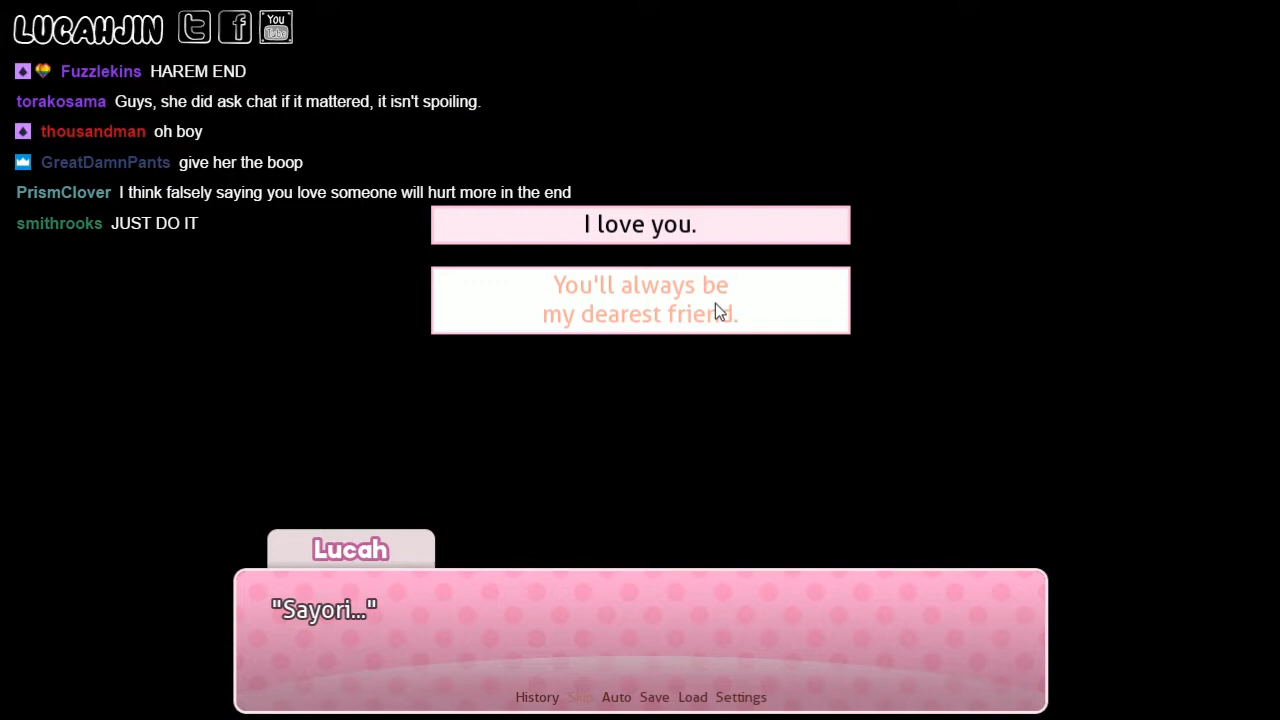 LUCAHJIN
You
Tube
Fuzzlekins HAREM END
torakosama Guys, she did ask chat if it mattered, it isn't spoiling.
thousandman oh boy
GreatDamnPants give her the boop
PrismClover I think falsely saying you love someone will hurt more in the end
smithrooks JUST DO IT
I love you.
You'll always be
my dearest friend.
Lucah
"Sayori..."
History Skip Auto Save Load Settings